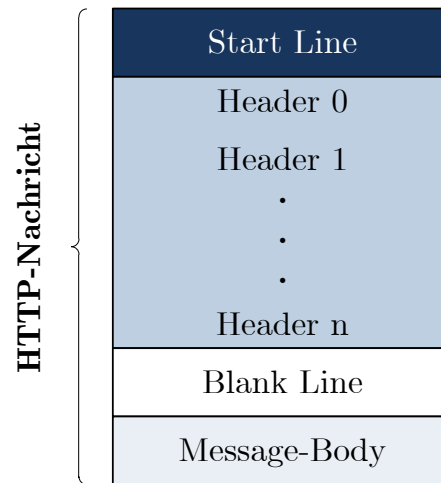 HTTP-Nachricht
Start Line
Header 0
Header 1
.
.
.
Header n
Blank Line
Message-Body